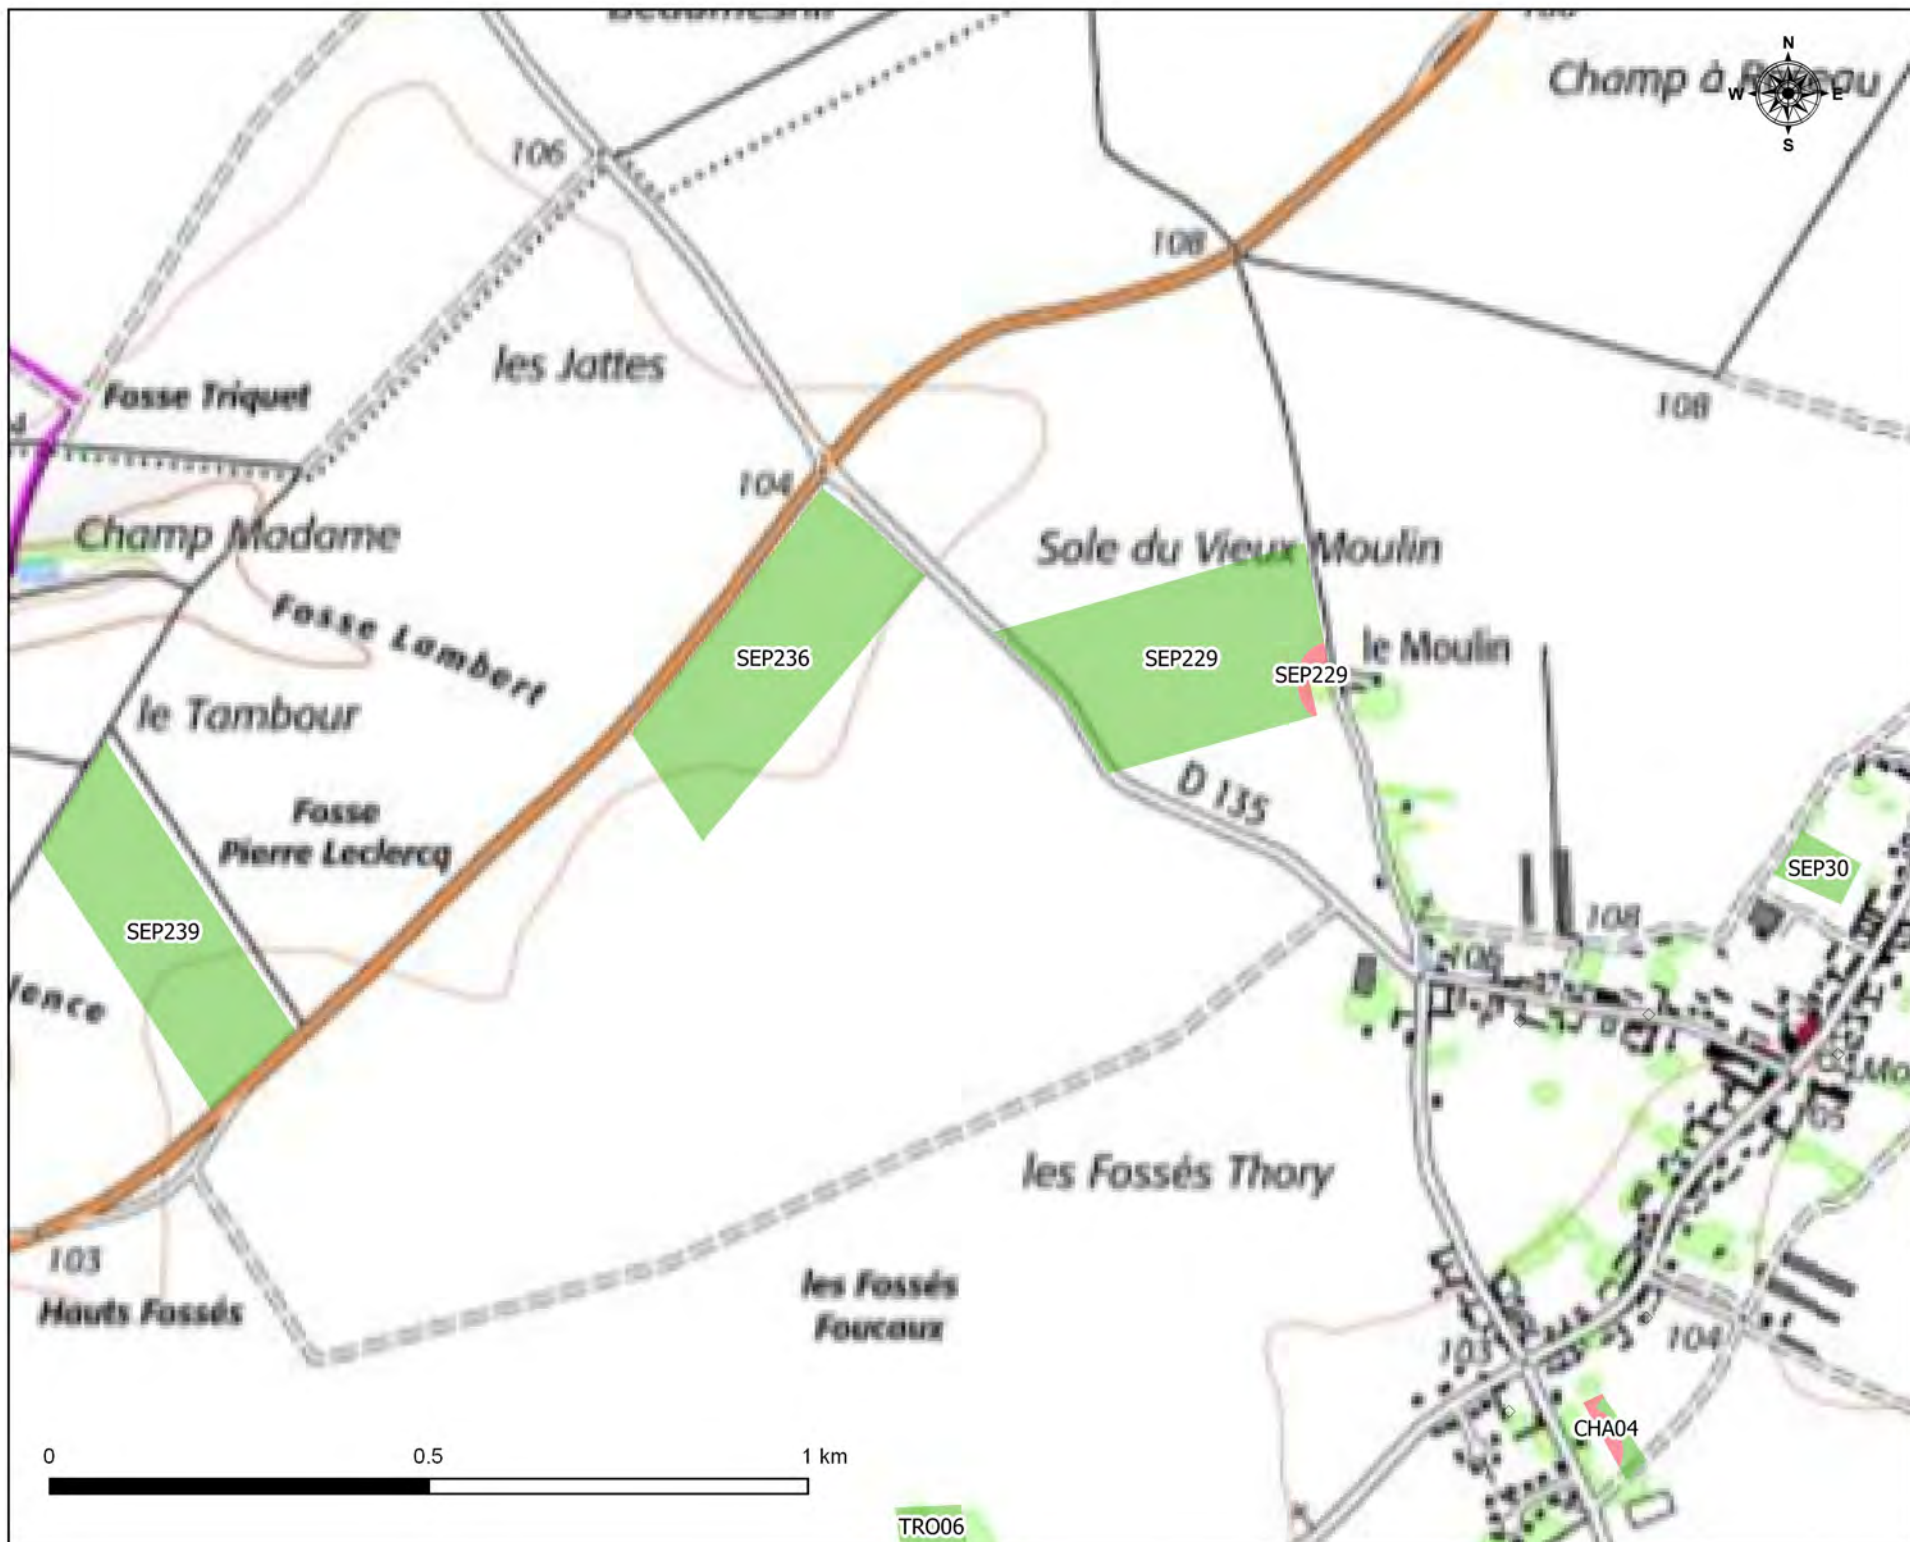 N
W
E
S
106
108
les Jattes
Fosse Triquet
108
104
Champ Madame
Sole du Vieux Moulin
Fosse Lambert
le Moulin
SEP236
SEP229
SEP229
le Tambour
D 135
Fosse
Pierre Leclercq
SEP30
SEP239
108
106
les Fossés Thory
103
Hauts Fossés
les Fossés
Foucaux
104
103
CHA04
0
0.5
1 km
TRO06